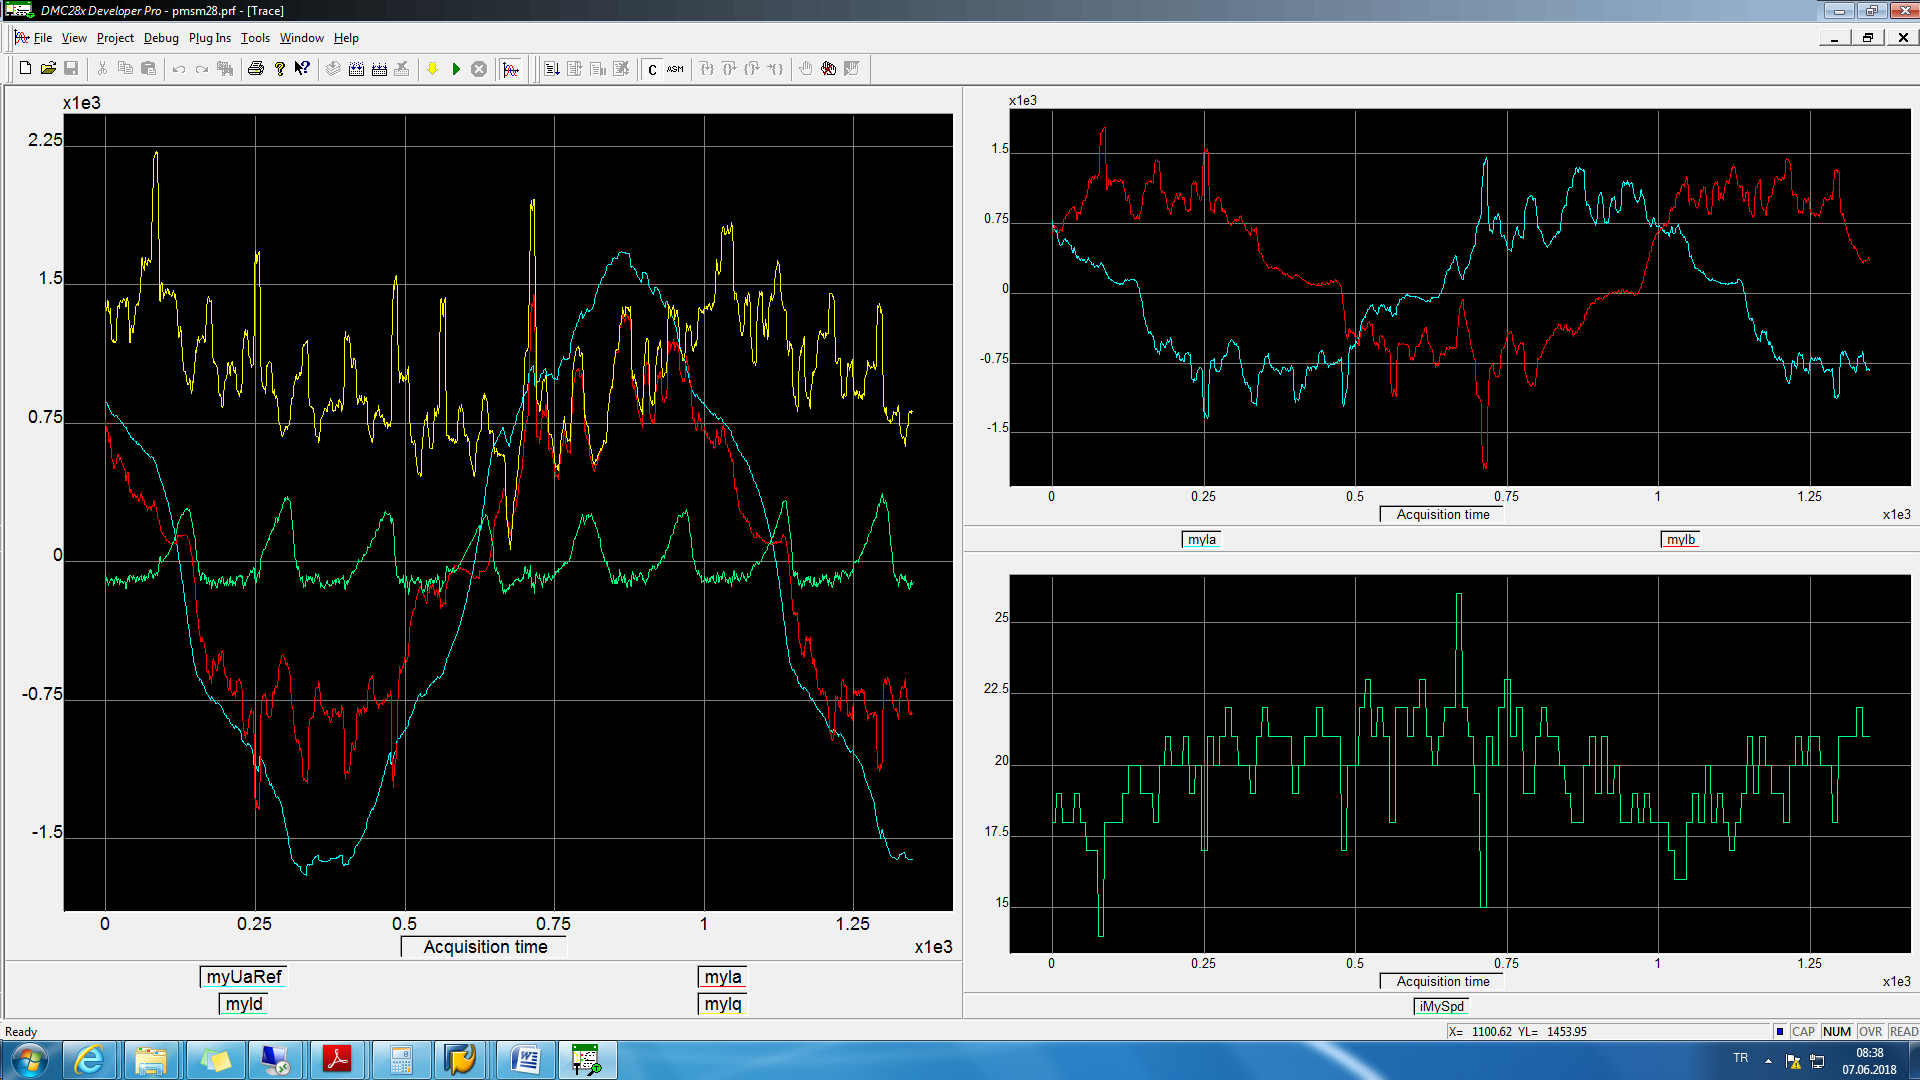 DMC28x Developer Pro - pmsm28.prf - [Trace]
File View Project Debug Plug Ins Tools Window Help
C ASM
x1e3
2.25
1.5
0.75
0
-0.75
-1.5
0 0.25 0.5 0.75 1 1.25
Acquisition time
x1e3
myUaRef myIa
myId myIq
x1e3
1.5
0.75
0
-0.75
-1.5
0 0.25 0.5 0.75 1 1.25
Acquisition time x1e3
myIa myIb
25
22.5
20
17.5
15
0 0.25 0.5 0.75 1 1.25
Acquisition time x1e3
iMySpd
Ready X= 1100.62 YL= 1453.95 CAP NUM OVR READ
TR 08:38
07.06.2018